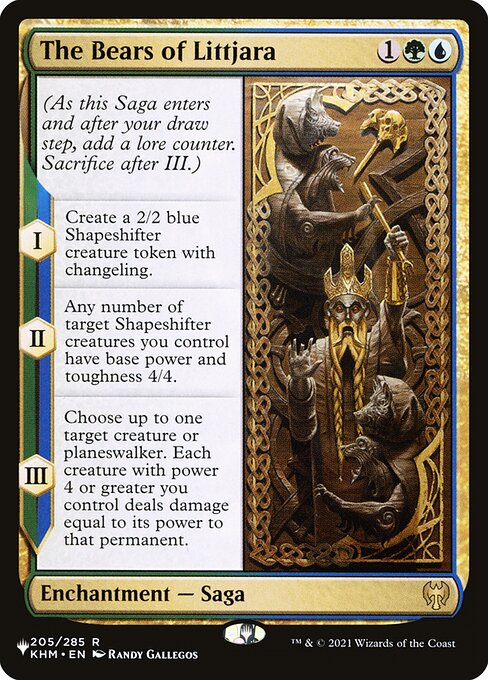 The Bears of Littjara 1
(As this Saga enters
and after your draw
step, add a lore counter.
Sacrifice after III.)
I
Create a 2/2 blue
Shapeshifter
creature token with
changeling.
II
Any number of
target Shapeshifter
creatures you control
have base power and
toughness 4/4.
III
Choose up to one
target creature or
planeswalker. Each
creature with power
4 or greater you
control deals damage
equal to its power to
that permanent.
Enchantment — Saga
205/285 R
KHM • EN RANDY GALLEGOS
™ & © 2021 Wizards of the Coast